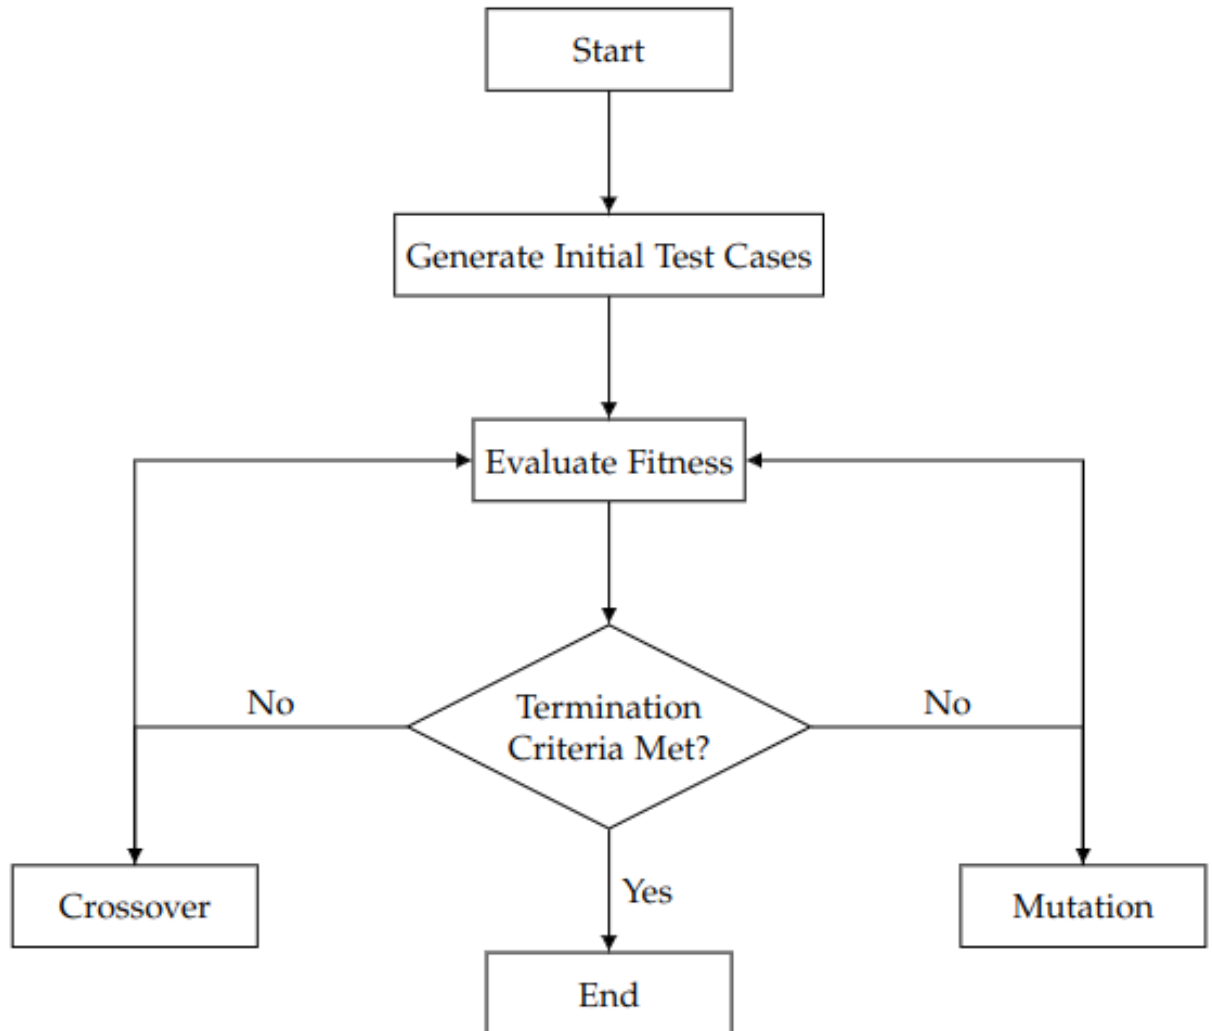 Start
Generate Initial Test Cases
Evaluate Fitness
No
Termination
Criteria Met?
No
Yes
Crossover
Mutation
End